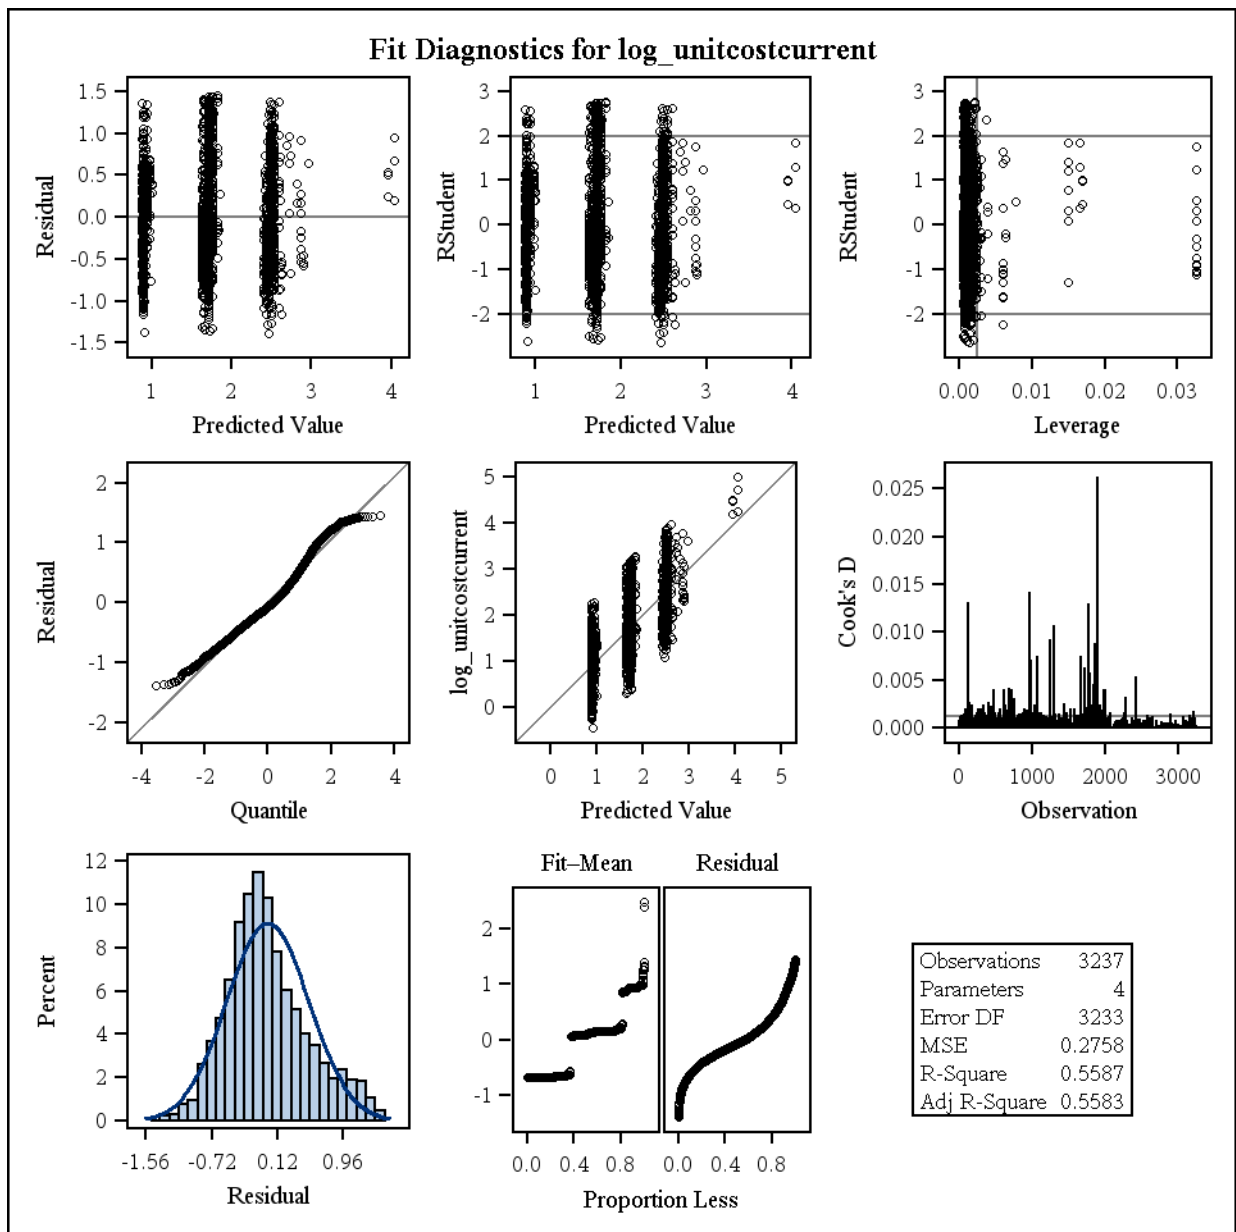 Fit Diagnostics for log_unitcostcurrent
1.5
1.0
0.5
0.0
-0.5
-1.0
-1.5
Residual
1 2 3 4
Predicted Value
3
2
1
0
-1
-2
RStudent
1 2 3 4
Predicted Value
3
2
1
0
-1
-2
RStudent
0.00 0.01 0.02 0.03
Leverage
2
1
0
-1
-2
Residual
-4 -2 0 2 4
Quantile
5
4
3
2
1
0
log_unitcostcurrent
0 1 2 3 4 5
Predicted Value
0.025
0.020
0.015
0.010
0.005
0.000
Cook's D
0 1000 2000 3000
Observation
12
10
8
6
4
2
0
Percent
-1.56 -0.72 0.12 0.96
Residual
Fit–Mean Residual
2
1
0
-1
0.0 0.4 0.8 0.0 0.4 0.8
Proportion Less
Observations 3237
Parameters 4
Error DF 3233
MSE 0.2758
R-Square 0.5587
Adj R-Square 0.5583